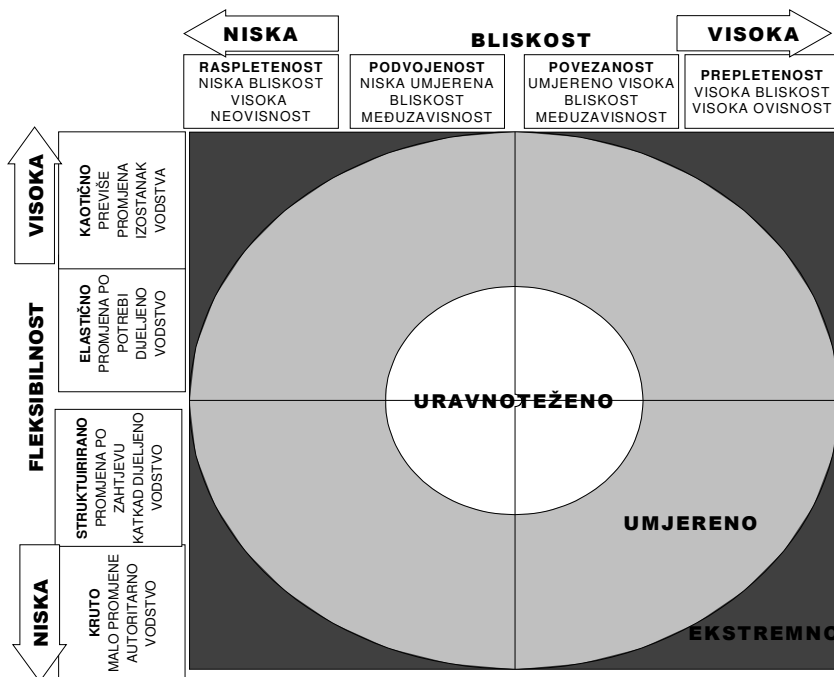 NISKA
BLISKOST
VISOKA
RASPLETENOST
NISKA BLISKOST
VISOKA
NEOVISNOST
PODVOJENOST
NISKA UMJERENA
BLISKOST
MEĐUZAVISNOST
POVEZANOST
UMJERENO VISOKA
BLISKOST
MEĐUZAVISNOST
PREPLETENOST
VISOKA BLISKOST
VISOKA OVISNOST
VISOKA
FLEKSIBILNOST
NISKA
KAOTIČNO
PREVIŠE
PROMJENA
IZOSTANAK
VODSTVA
ELASTIČNO
PROMJENA PO
POTREBI
DIJELJENO
VODSTVO
STRUKTUIRIRANO
PROMJENA PO
ZAHTJEVU
KATKAD DIJELJENO
VODSTVO
KRUTO
MALO PROMJENE
AUTORITARNO
VODSTVO
URAVNOTEŽENO
UMJERENO
EKSTREMNO